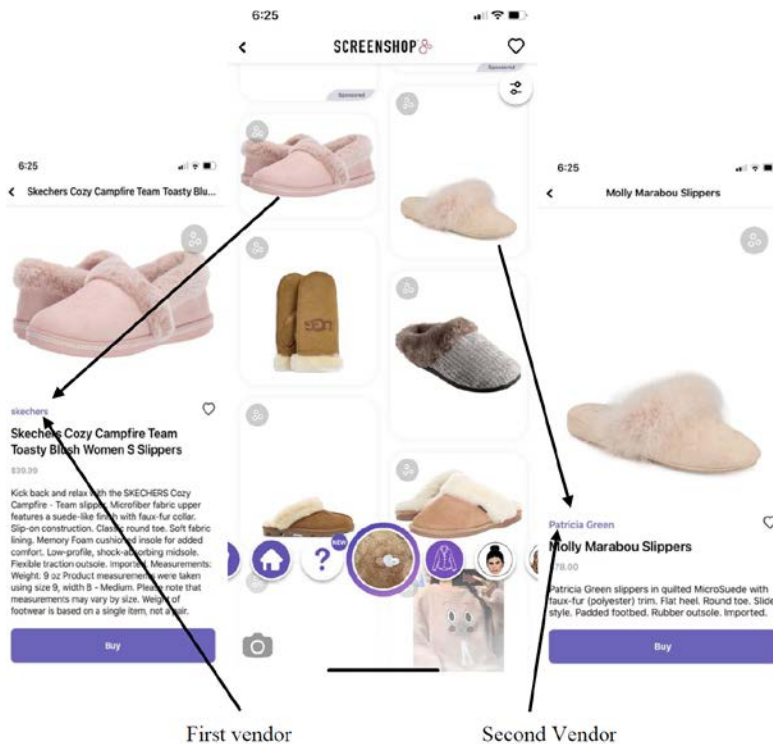 6:25
SCREENSHOP
Sponsored
Sponsored
UGG
NEW
?
6:25
Skechers Cozy Campfire Team Toasty Blu...
skechers
Skechers Cozy Campfire Team
Toasty Blush Women S Slippers
$39.99
Kick back and relax with the SKECHERS Cozy
Campfire - Team slipper. Microfiber fabric upper
features a suede-like finish with faux-fur collar.
Slip-on construction. Classic round toe. Soft fabric
lining. Memory Foam cushioned insole for added
comfort. Low-profile, shock-absorbing midsole.
Flexible traction outsole. Imported. Measurements:
Weight: 9 oz Product measurements were taken
using size 9, width B - Medium. Please note that
measurements may vary by size. Weight of
footwear is based on a single item, not a pair.
Buy
6:25
Molly Marabou Slippers
Patricia Green
Molly Marabou Slippers
78.00
Patricia Green slippers in quilted MicroSuede with
faux-fur (polyester) trim. Flat heel. Round toe. Slide
style. Padded footbed. Rubber outsole. Imported.
Buy
First vendor
Second Vendor